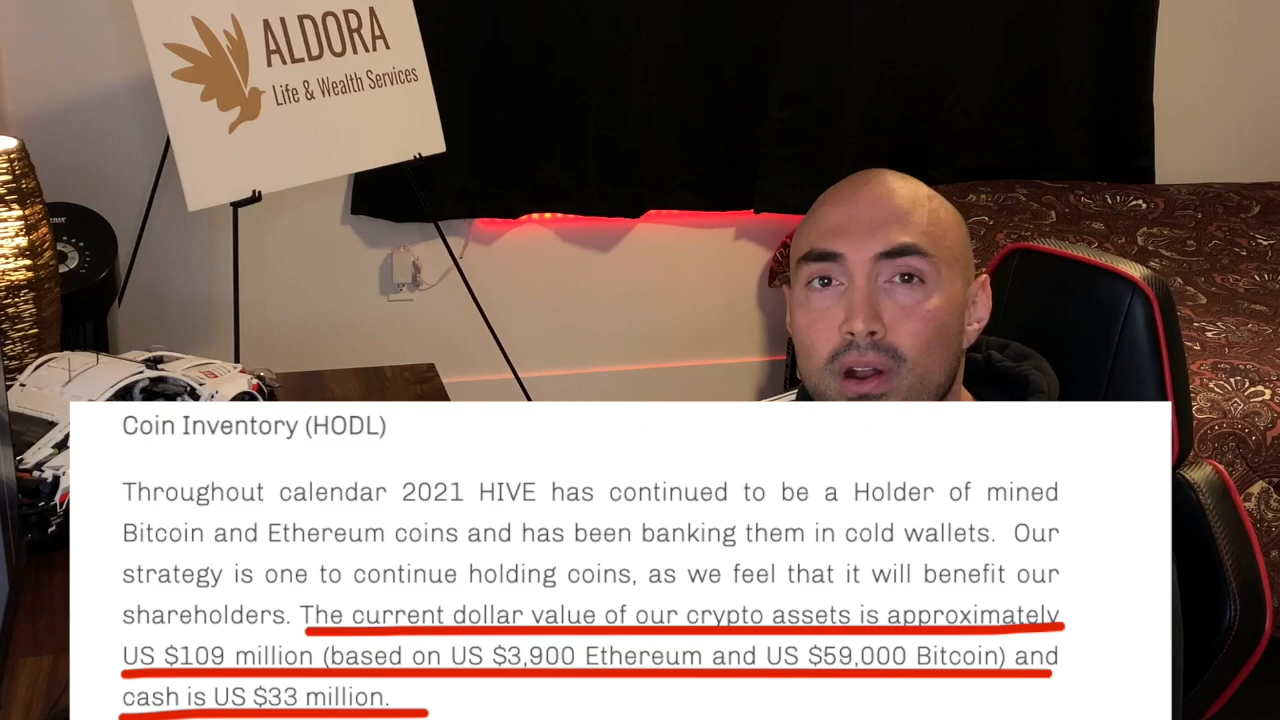 ALDORA
Life & Wealth Services
Coin Inventory (HODL)
Throughout calendar 2021 HIVE has continued to be a Holder of mined
Bitcoin and Ethereum coins and has been banking them in cold wallets. Our
strategy is one to continue holding coins, as we feel that it will benefit our
shareholders. The current dollar value of our crypto assets is approximately
US $109 million (based on US $3,900 Ethereum and US $59,000 Bitcoin) and
cash is US $33 million.